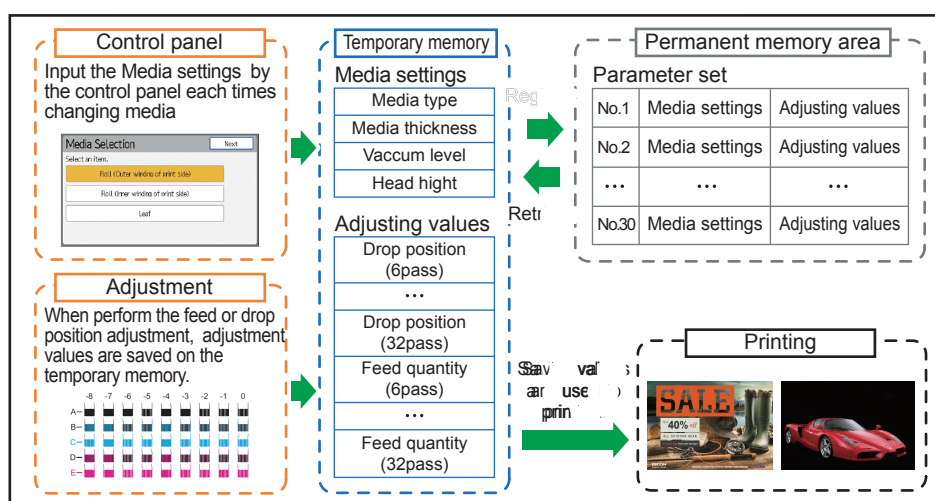 Control panel
Input the Media settings by
the control panel each times
changing media
Media Selection
Next
Select an item.
Roll (Outer winding of print side)
Roll (Inner winding of print side)
Leaf
Adjustment
When perform the feed or drop
position adjustment, adjustment
values are saved on the
temporary memory.
-8 -7 -6 -5 -4 -3 -2 -1 0
A
B
C
D
E
Temporary memory
Media settings
Media type
Media thickness
Vaccum level
Head hight
Adjusting values
Drop position
(6pass)
...
Drop position
(32pass)
Feed quantity
(6pass)
...
Feed quantity
(32pass)
Permanent memory area
Parameter set
No.1 Media settings Adjusting values
No.2 Media settings Adjusting values
... ... ...
No.30 Media settings Adjusting values
Printing
SALE
40% off